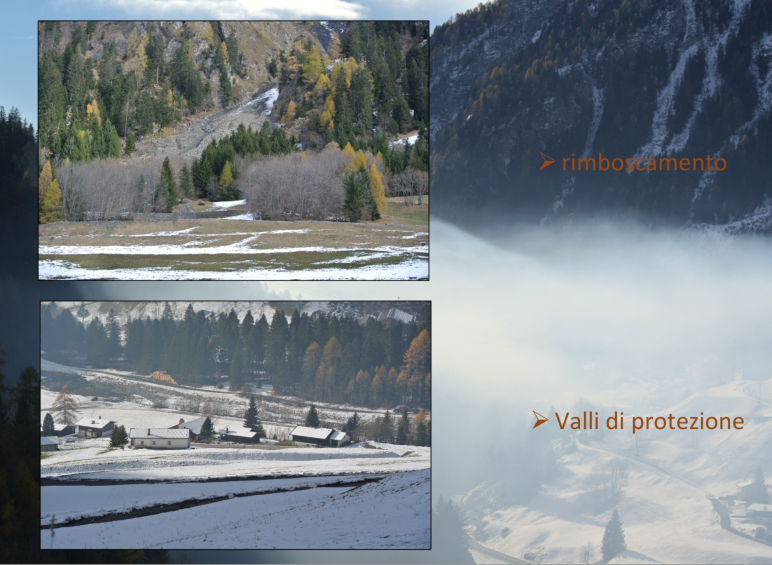 ➢ rimboscamento
➢ Valli di protezione